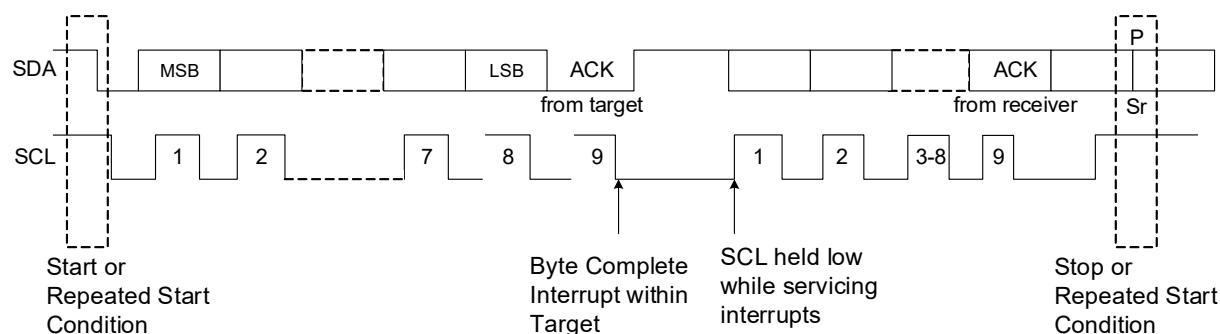 P
SDA MSB LSB ACK ACK
from target from receiver Sr
SCL 1 2 7 8 9 1 2 3-8 9
Start or
Repeated Start
Condition
Byte Complete
Interrupt within
Target
SCL held low
while servicing
interrupts
Stop or
Repeated Start
Condition